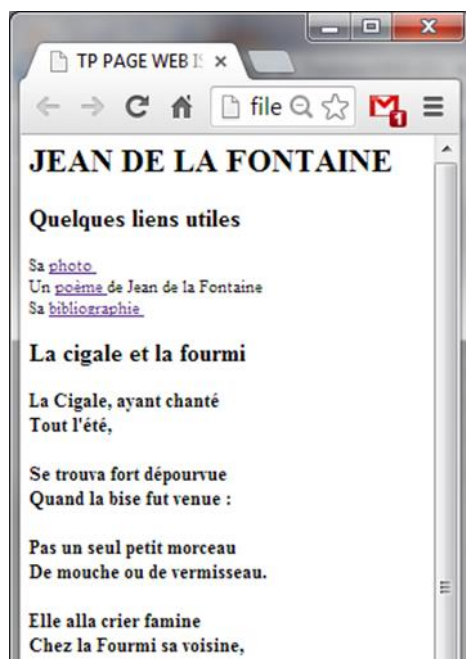 TP PAGE WEB IS
file
1
JEAN DE LA FONTAINE
Quelques liens utiles
Sa photo
Un poème de Jean de la Fontaine
Sa bibliographie
La cigale et la fourmi
La Cigale, ayant chanté
Tout l'été,
Se trouva fort dépourvue
Quand la bise fut venue :
Pas un seul petit morceau
De mouche ou de vermisseau.
Elle alla crier famine
Chez la Fourmi sa voisine,